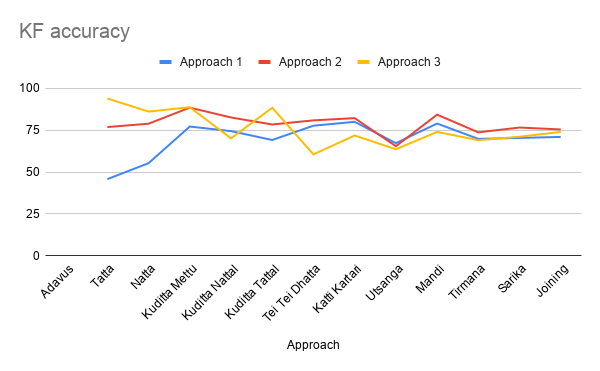 KF accuracy
Approach 1 Approach 2 Approach 3
100
75
50
25
0
Adavus
Tatta
Natta
Kuditta Mettu
Kuditta Nattal
Kuditta Tattal
Tei Tei Dhatta
Katti Kartari
Utsanga
Mandi
Tirmana
Sarika
Joining
Approach